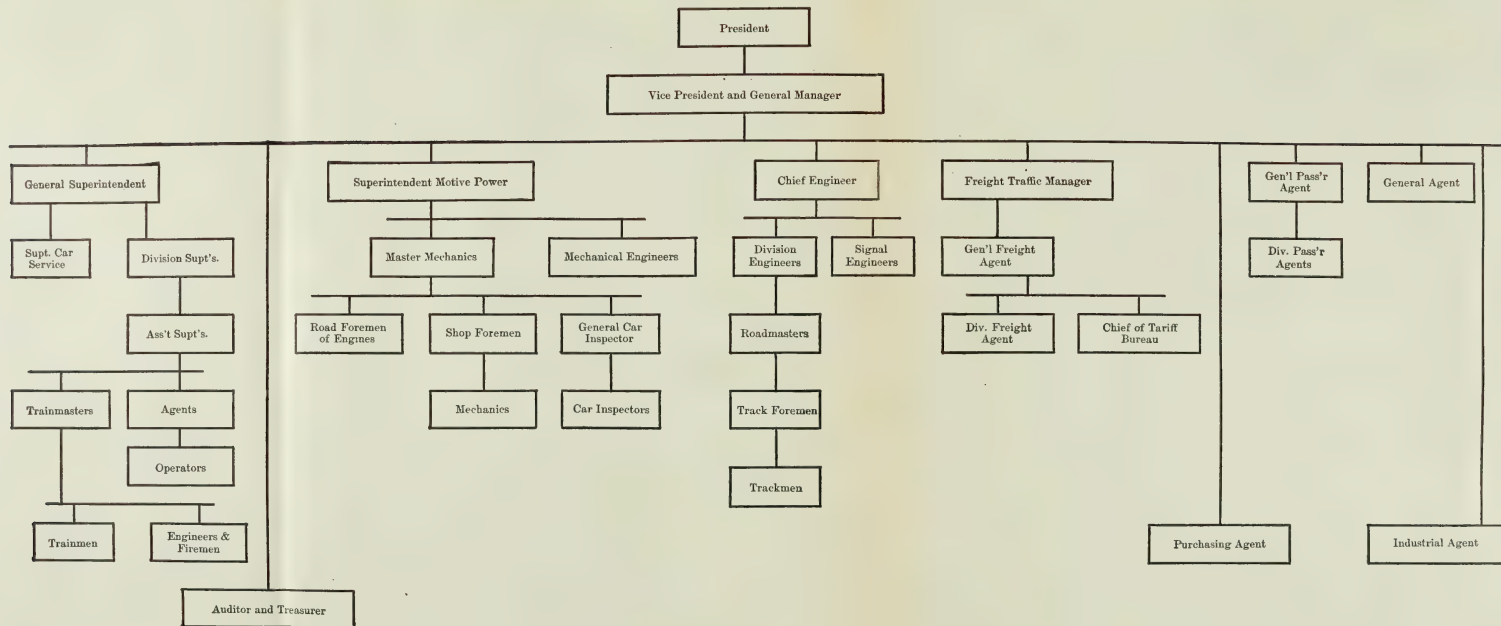 President
Vice President and General Manager
General Superintendent
Superintendent Motive Power
Chief Engineer
Freight Traffic Manager
Gen'l Pass'r
Agent
General Agent
Supt. Car
Service
Division Supt's.
Master Mechanics
Mechanical Engineers
Division
Engineers
Signal
Engineers
Gen'l Freight
Agent
Div. Pass'r
Agents
Ass't Supt's.
Road Foremen
of Engines
Shop Foremen
General Car
Inspector
Roadmasters
Div. Freight
Agent
Chief of Tariff
Bureau
Trainmasters
Agents
Mechanics
Car Inspectors
Track Foremen
Operators
Trackmen
Trainmen
Engineers &
Firemen
Purchasing Agent
Industrial Agent
Auditor and Treasurer